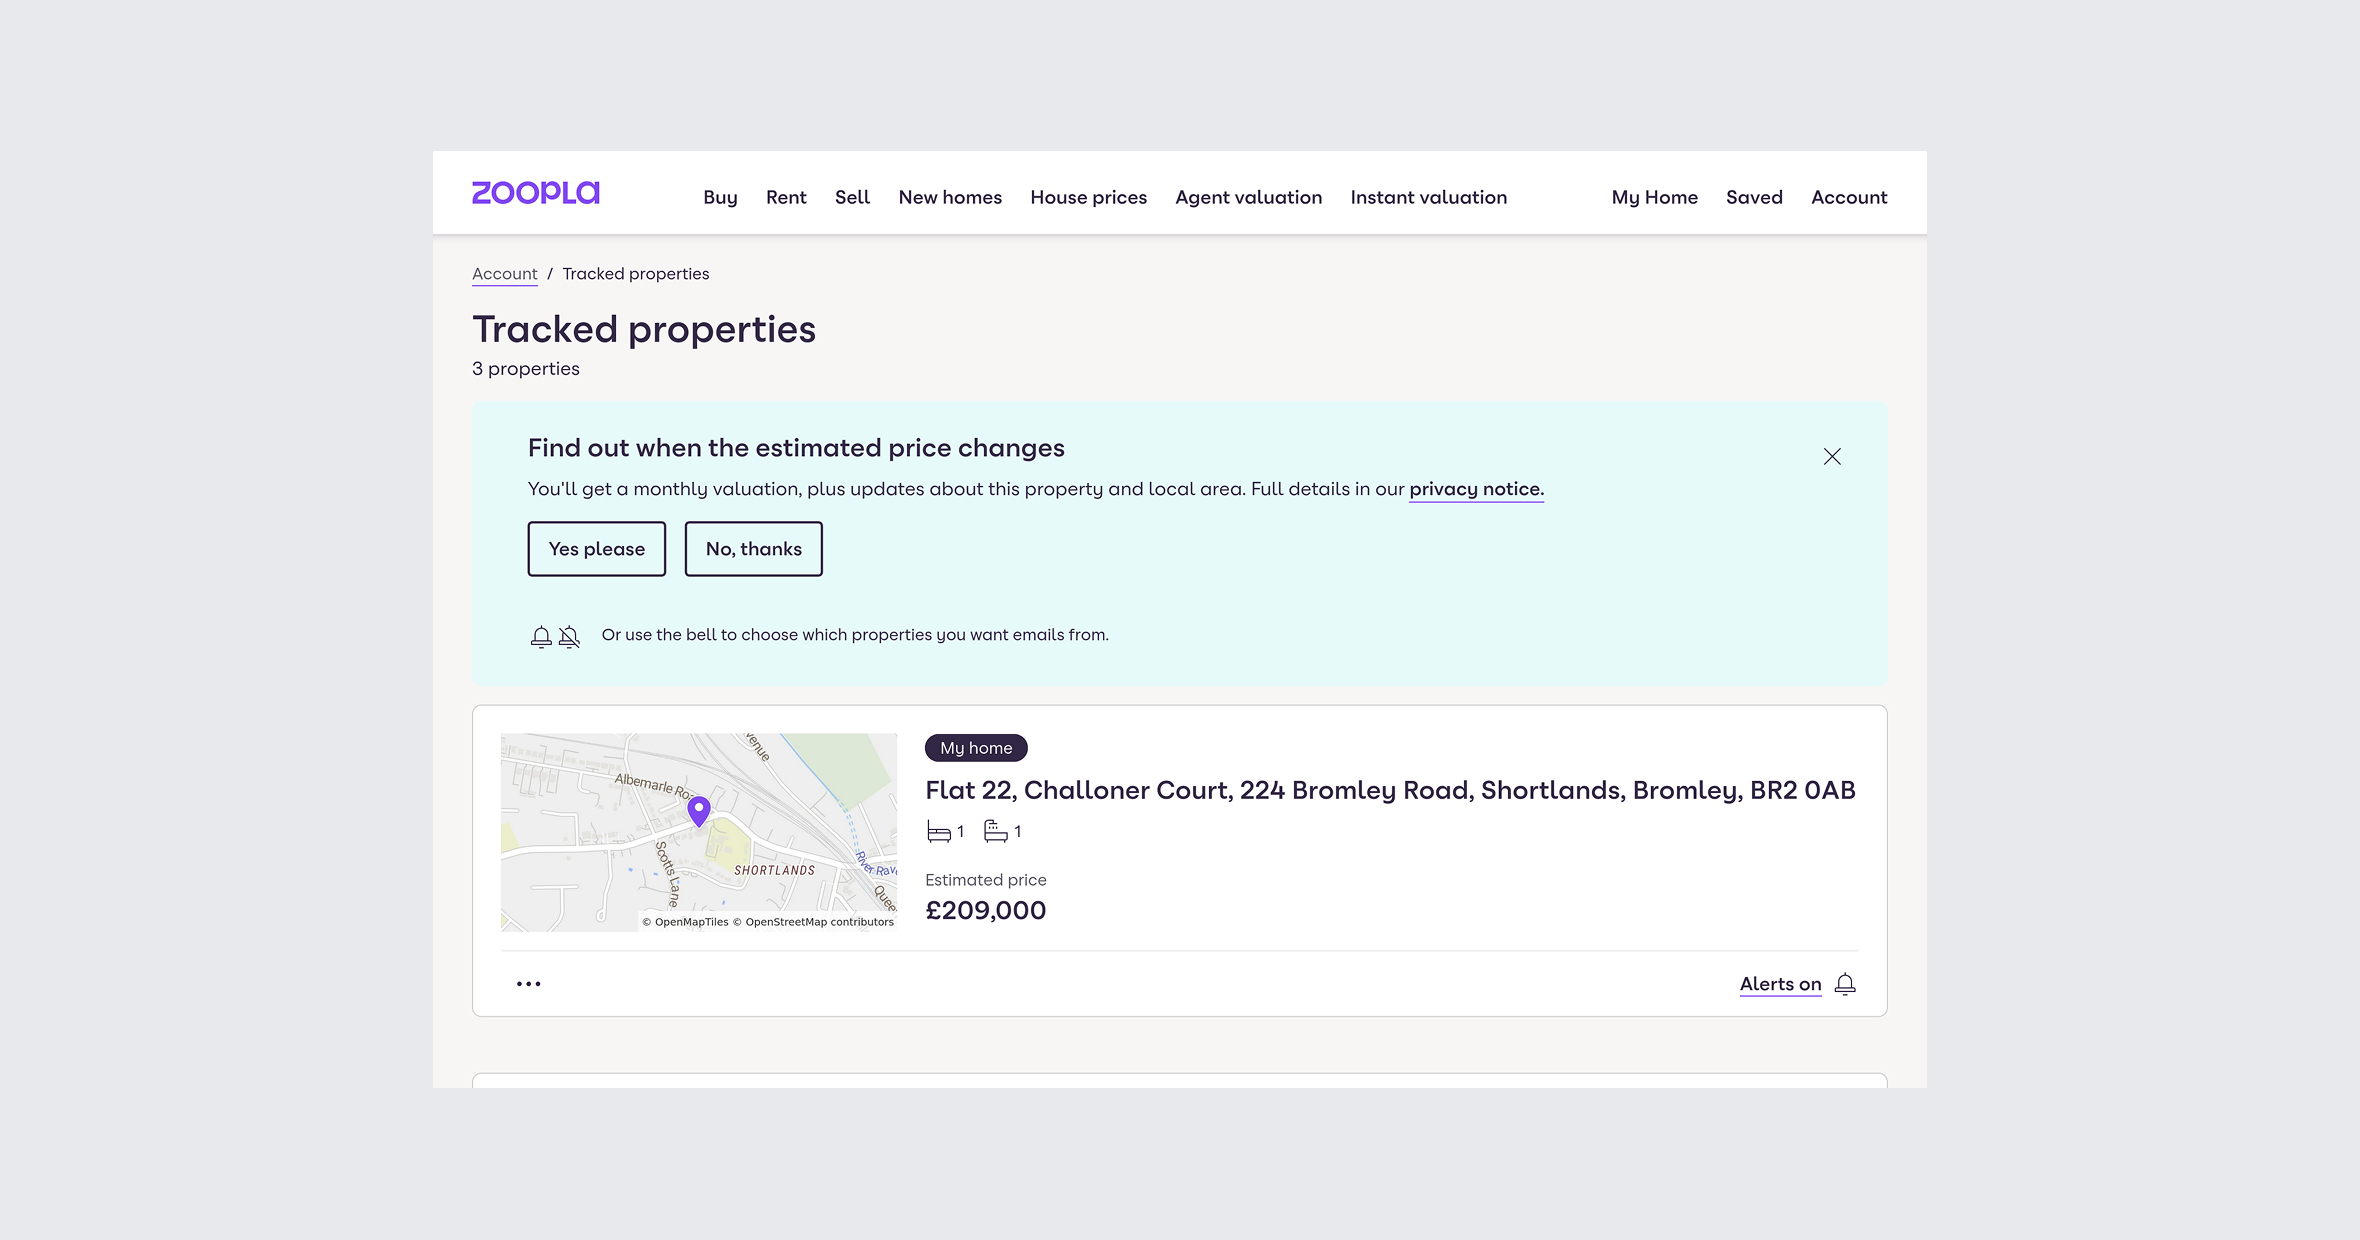 ZOOPLA
Buy Rent Sell New homes House prices Agent valuation Instant valuation My Home Saved Account
Account / Tracked properties
Tracked properties
3 properties
Find out when the estimated price changes
You'll get a monthly valuation, plus updates about this property and local area. Full details in our privacy notice.
Yes please No, thanks
Or use the bell to choose which properties you want emails from.
My home
Flat 22, Challoner Court, 224 Bromley Road, Shortlands, Bromley, BR2 0AB
1 1
Estimated price
£209,000
venue
Albemarle Roa
Scotts Lane
SHORTLANDS
River Rav
Quee
© OpenMapTiles © OpenStreetMap contributors
... Alerts on